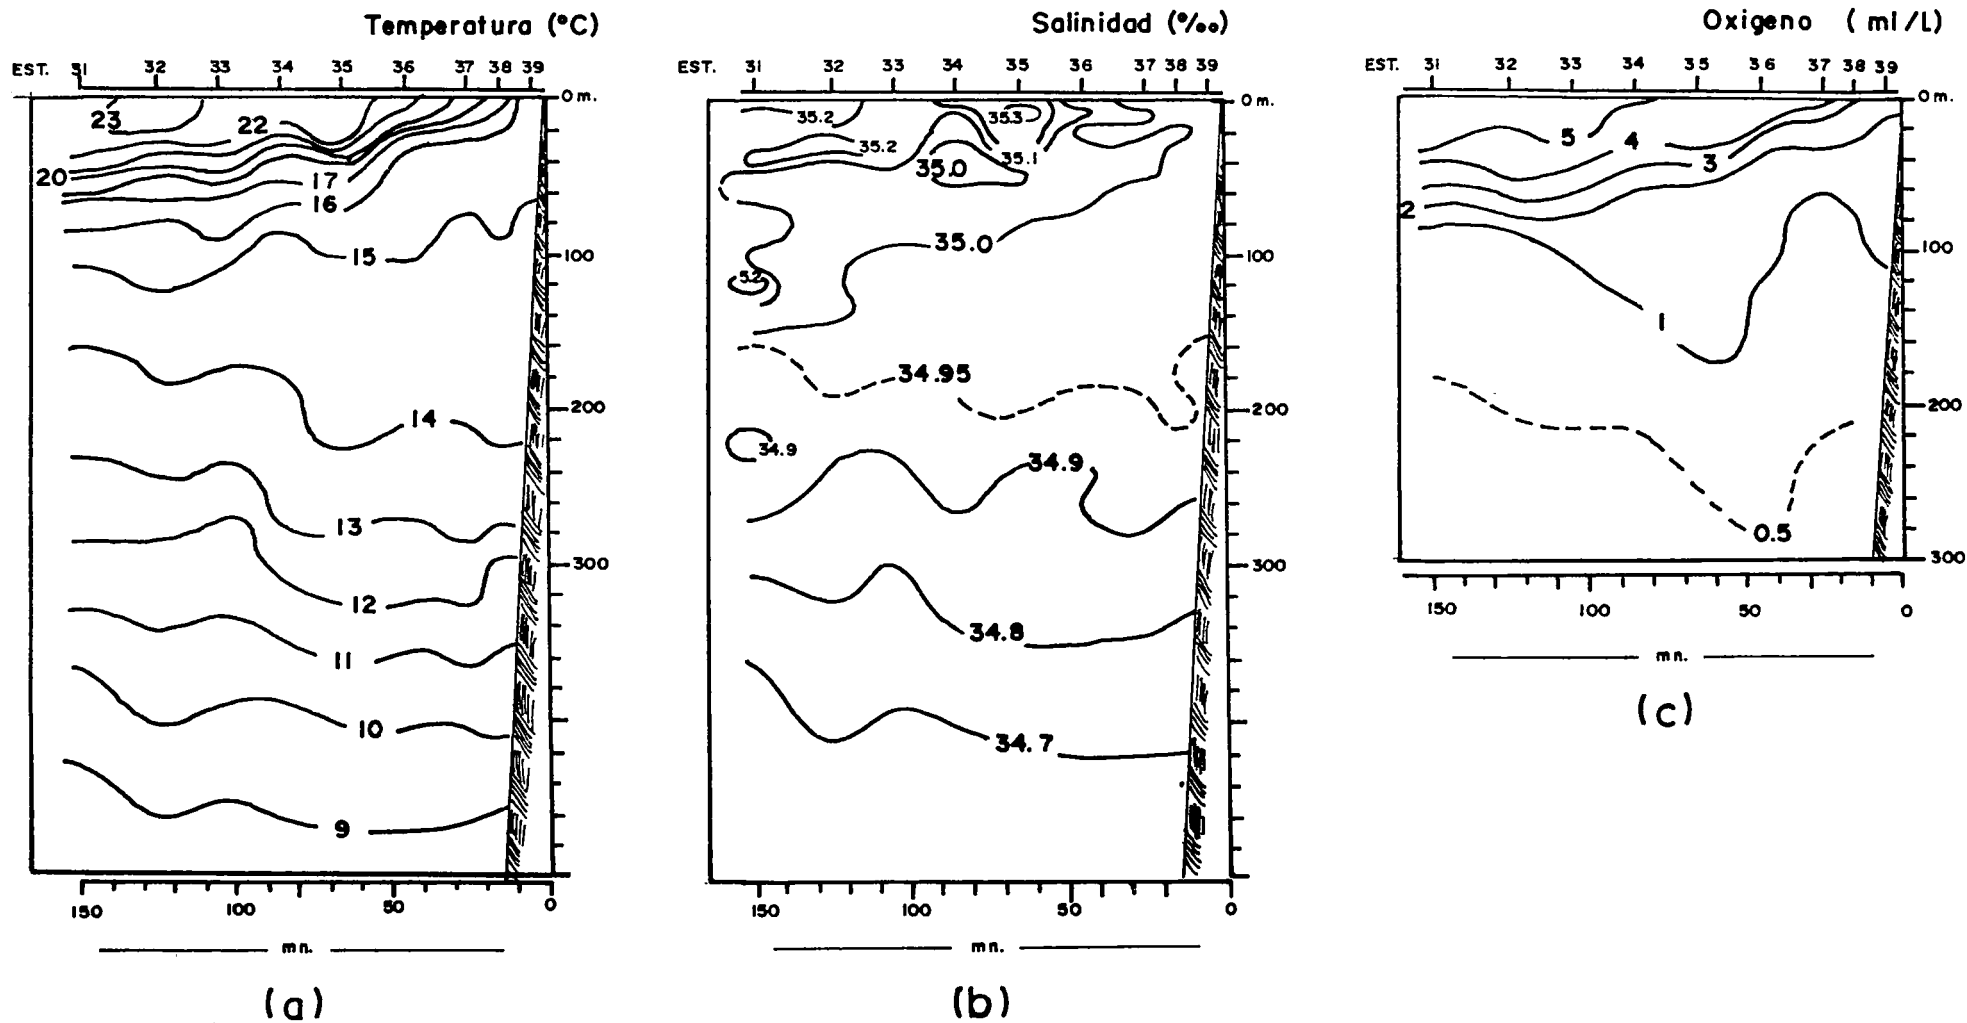 Temperatura (°C)
EST. 31 32 33 34 35 36 37 38 39
0 m.
23
22
20
17
16
15
100
14
200
13
12
300
11
10
9
150 100 50 0
mn.
(a)
Salinidad (‰)
EST. 31 32 33 34 35 36 37 38 39
0 m.
35.2
35.3
35.2
35.1
35.0
35.0
100
5.2
34.95
200
34.9
34.9
300
34.8
34.7
150 100 50 0
mn.
(b)
Oxigeno (ml/L)
EST. 31 32 33 34 35 36 37 38 39
0 m.
5
4
3
2
100
1
200
0.5
300
150 100 50 0
mn.
(c)